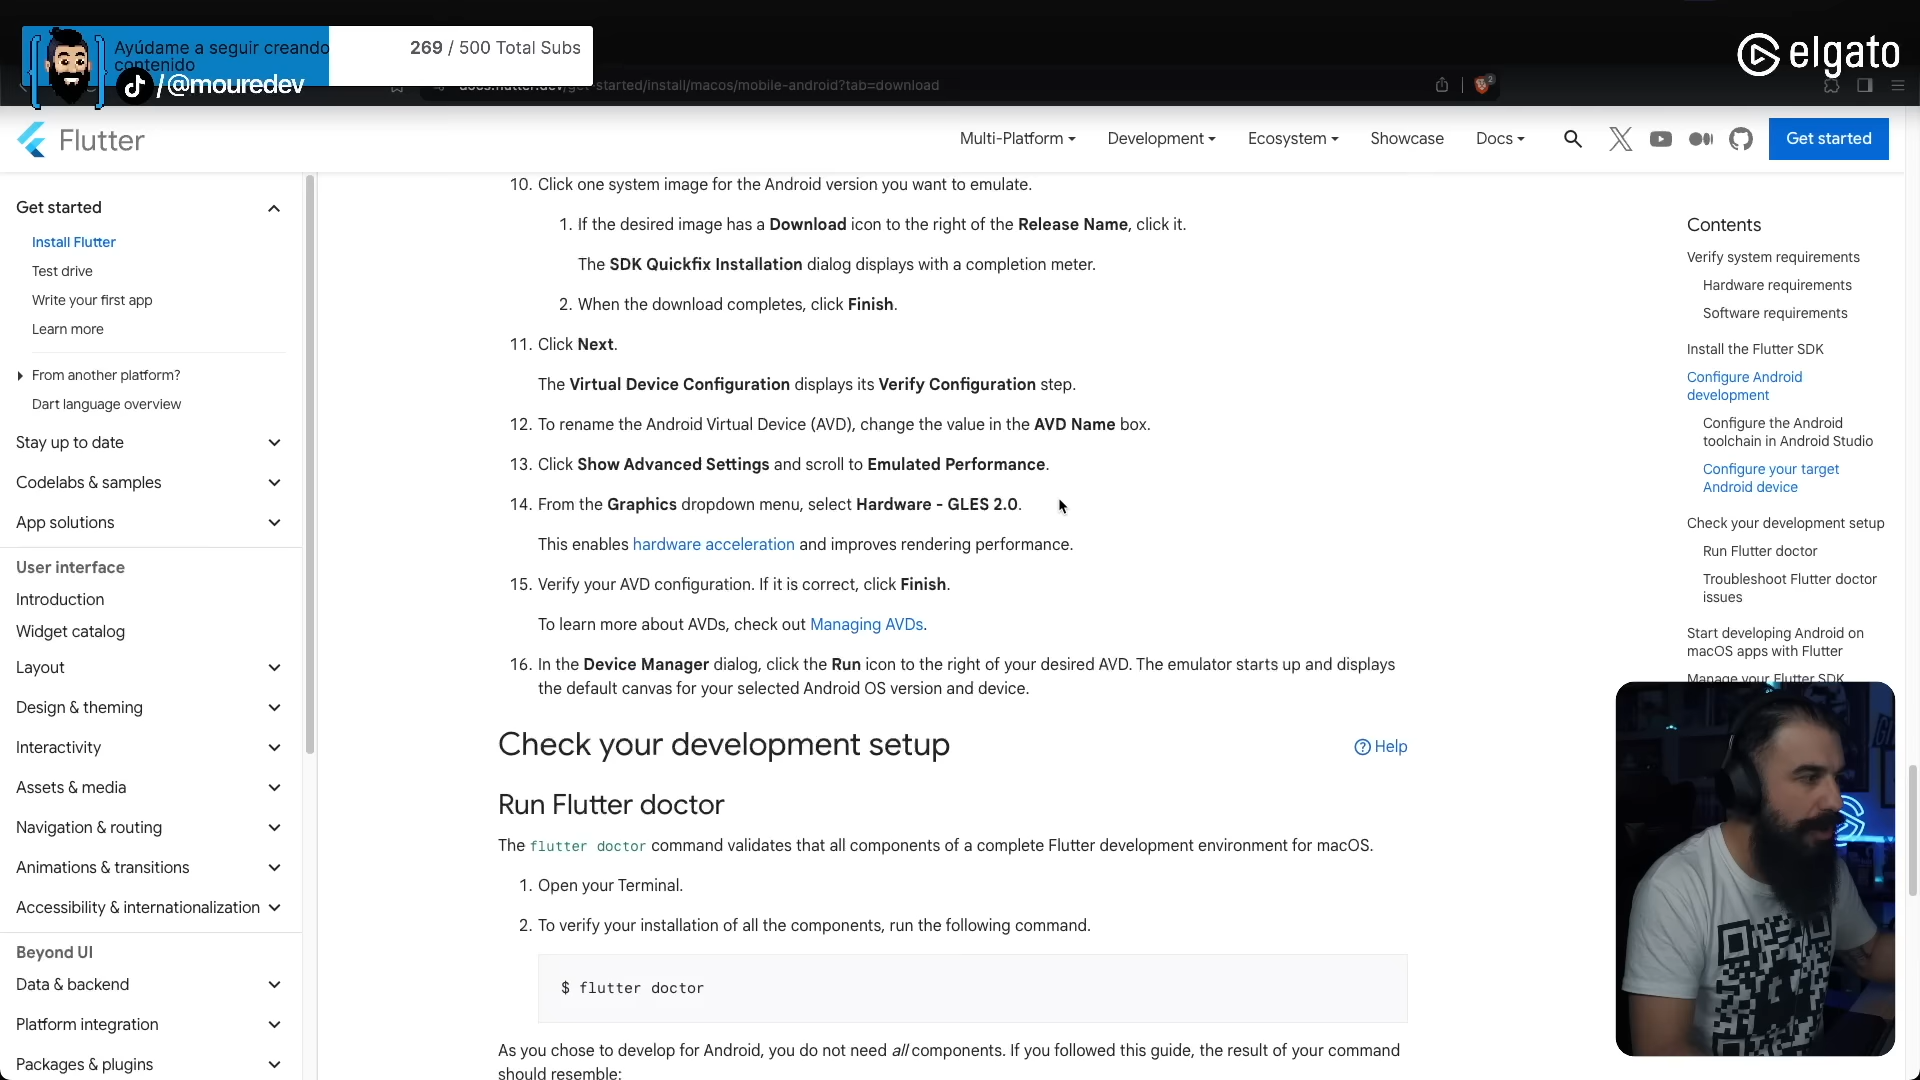 Ayúdame a seguir creando
contenido
269 / 500 Total Subs
/@mouredev
elgato
docs.flutter.dev/get-started/install/macos/mobile-android?tab=download
2
Flutter
Multi-Platform
Development
Ecosystem
Showcase
Docs
Get started
Get started
Install Flutter
Test drive
Write your first app
Learn more
From another platform?
Dart language overview
Stay up to date
Codelabs & samples
App solutions
User interface
Introduction
Widget catalog
Layout
Design & theming
Interactivity
Assets & media
Navigation & routing
Animations & transitions
Accessibility & internationalization
Beyond UI
Data & backend
Platform integration
Packages & plugins
10. Click one system image for the Android version you want to emulate.
1. If the desired image has a Download icon to the right of the Release Name, click it.
The SDK Quickfix Installation dialog displays with a completion meter.
2. When the download completes, click Finish.
11. Click Next.
The Virtual Device Configuration displays its Verify Configuration step.
12. To rename the Android Virtual Device (AVD), change the value in the AVD Name box.
13. Click Show Advanced Settings and scroll to Emulated Performance.
14. From the Graphics dropdown menu, select Hardware - GLES 2.0.
This enables hardware acceleration and improves rendering performance.
15. Verify your AVD configuration. If it is correct, click Finish.
To learn more about AVDs, check out Managing AVDs.
16. In the Device Manager dialog, click the Run icon to the right of your desired AVD. The emulator starts up and displays
the default canvas for your selected Android OS version and device.
Check your development setup
Help
Run Flutter doctor
The flutter doctor command validates that all components of a complete Flutter development environment for macOS.
1. Open your Terminal.
2. To verify your installation of all the components, run the following command.
$ flutter doctor
As you chose to develop for Android, you do not need all components. If you followed this guide, the result of your command
should resemble:
Contents
Verify system requirements
Hardware requirements
Software requirements
Install the Flutter SDK
Configure Android
development
Configure the Android
toolchain in Android Studio
Configure your target
Android device
Check your development setup
Run Flutter doctor
Troubleshoot Flutter doctor
issues
Start developing Android on
macOS apps with Flutter
Manage your Flutter SDK